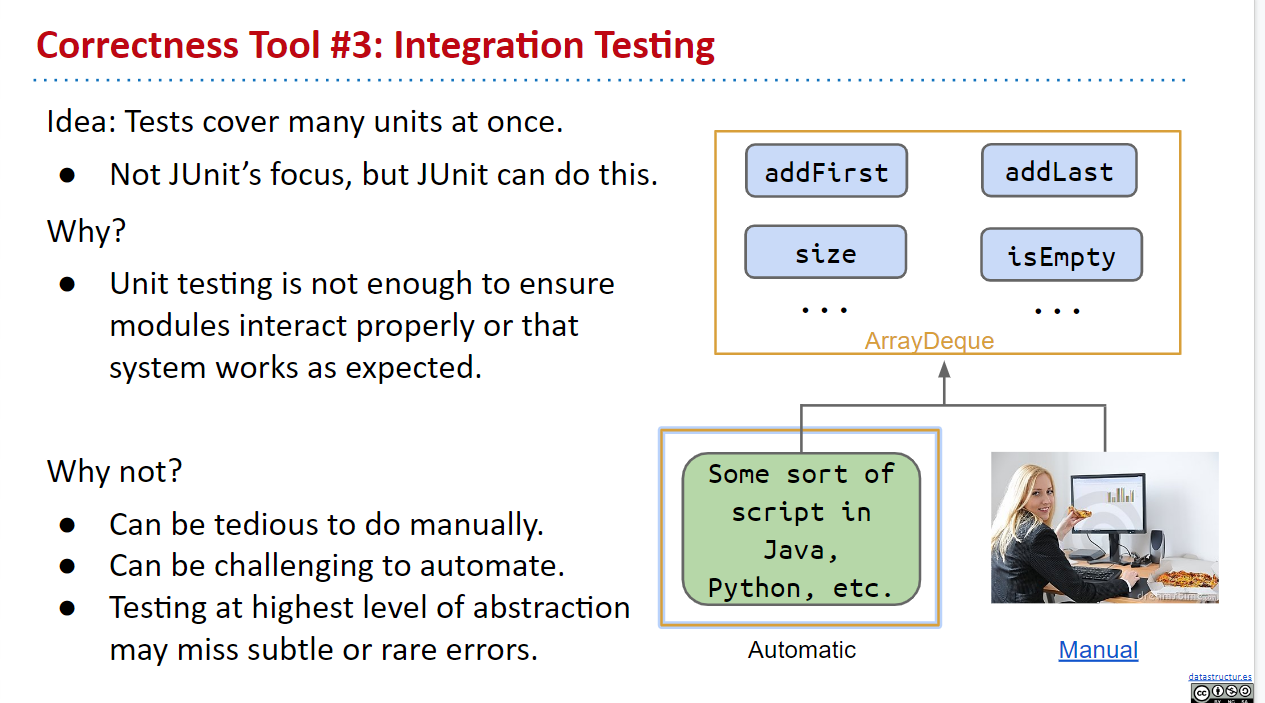 Correctness Tool #3: Integration Testing
Idea: Tests cover many units at once.
● Not JUnit’s focus, but JUnit can do this.
Why?
● Unit testing is not enough to ensure
modules interact properly or that
system works as expected.
Why not?
● Can be tedious to do manually.
● Can be challenging to automate.
● Testing at highest level of abstraction
may miss subtle or rare errors.
addFirst
addLast
size
isEmpty
...
...
ArrayDeque
Some sort of
script in
Java,
Python, etc.
Automatic
Manual
datastructur.es